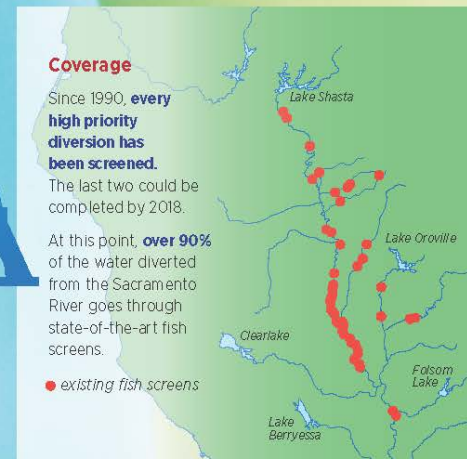 Coverage
Since 1990, every
high priority
diversion has
been screened.
The last two could be
completed by 2018.
At this point, over 90%
of the water diverted
from the Sacramento
River goes through
state-of-the-art fish
screens.
existing fish screens
Lake Shasta
Lake Oroville
Clearlake
Folsom
Lake
Lake
Berryessa
A